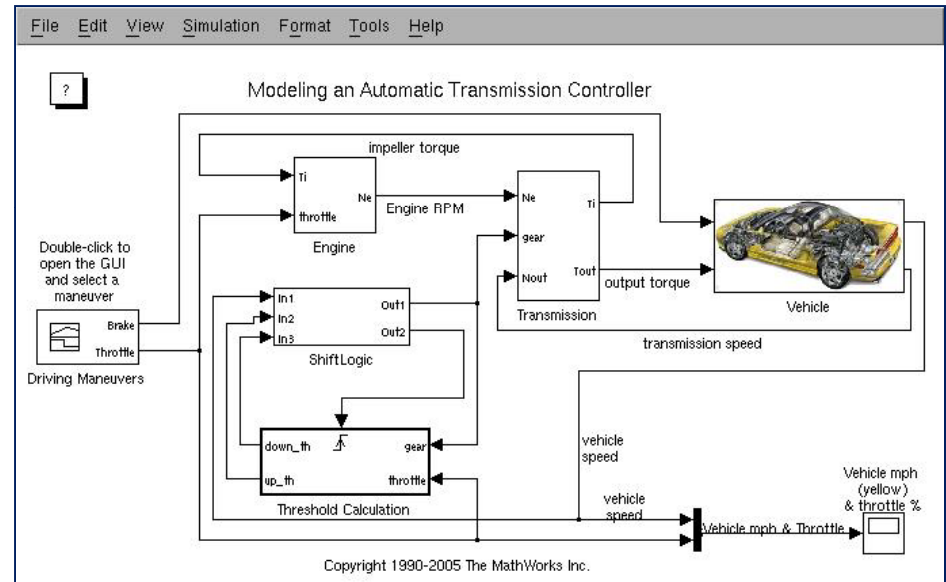 File Edit View Simulation Format Tools Help
?
Modeling an Automatic Transmission Controller
impeller torque
Ti
Ne
throttle
Engine RPM
Engine
Ne
Ti
gear
Nout
Tout
output torque
Transmission
Vehicle
transmission speed
Double-click to
open the GUI
and select a
maneuver
Brake
Throttle
Driving Maneuvers
In1
In2
In3
Out1
Out2
ShiftLogic
down_th
gear
up_th
throttle
Threshold Calculation
vehicle
speed
vehicle
speed
Vehicle mph & Throttle
Vehicle mph
(yellow)
& throttle %
Copyright 1990-2005 The MathWorks Inc.